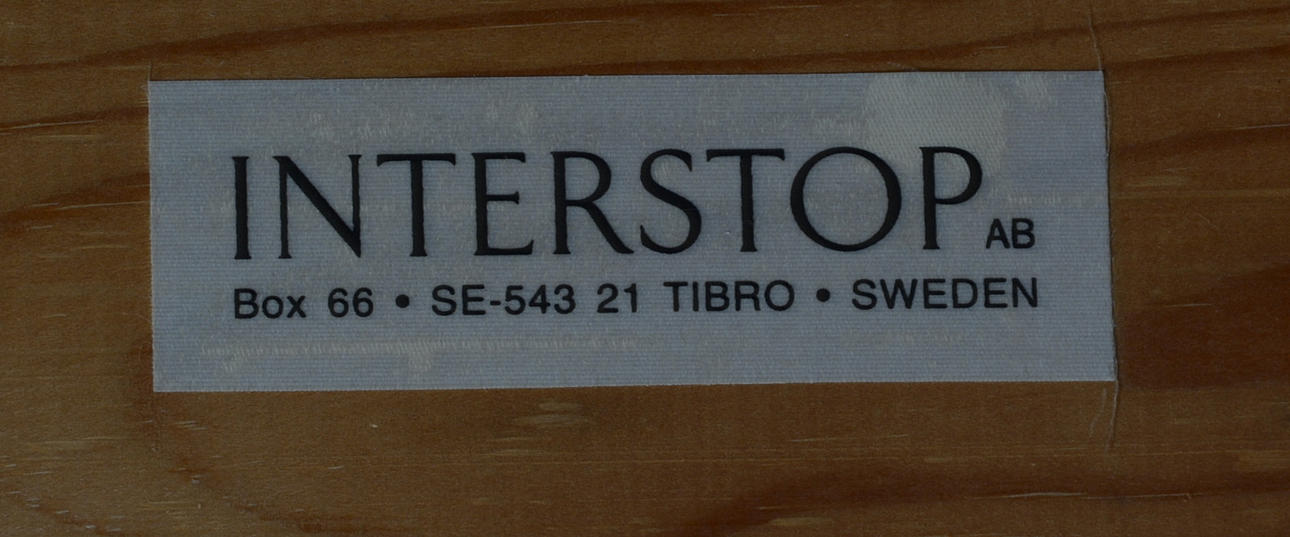 INTERSTOP AB
Box 66 • SE-543 21 TIBRO • SWEDEN